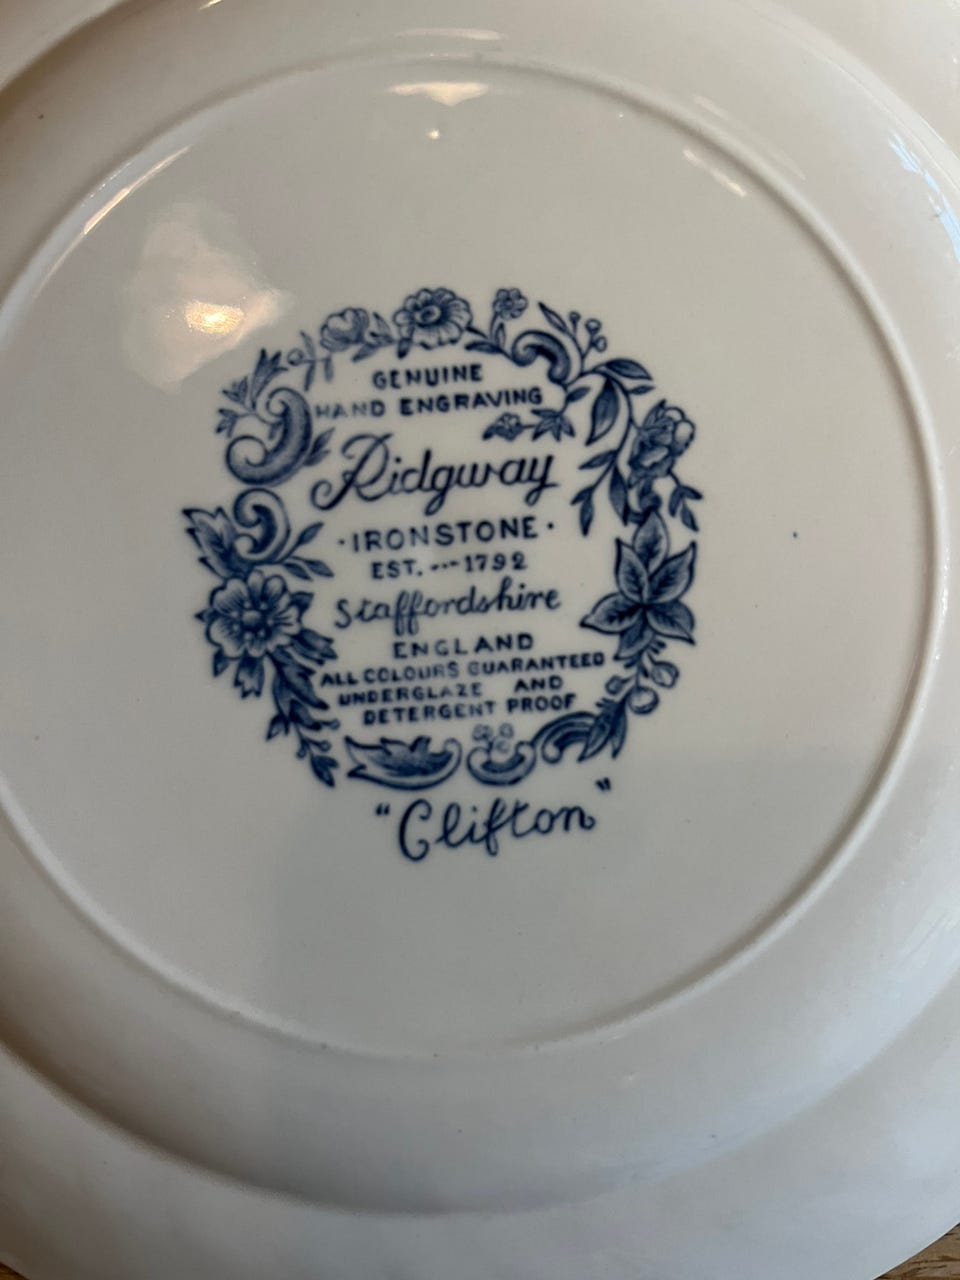 GENUINE
HAND ENGRAVING
Ridgway
·IRONSTONE·
EST. ---1792
Staffordshire
ENGLAND
ALL COLOURS GUARANTEED
UNDERGLAZE AND
DETERGENT PROOF
"Clifton"